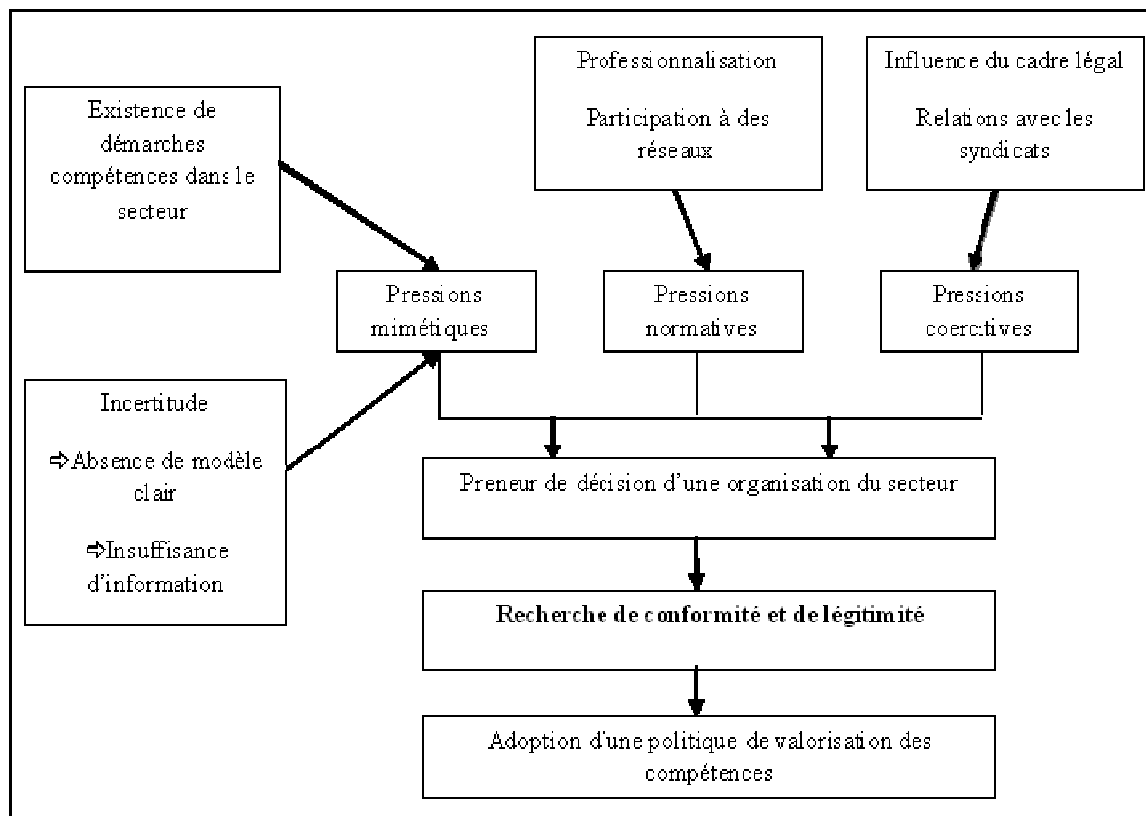 Existence de
démarches
compétences dans le
secteur
Professionnalisation
Participation à des
réseaux
Influence du cadre légal
Relations avec les
syndicats
Pressions
mimétiques
Pressions
normatives
Pressions
coercitives
Incertitude
⇨Absence de modèle
clair
⇨Insuffisance
d'information
Preneur de décision d'une organisation du secteur
Recherche de conformité et de légitimité
Adoption d'une politique de valorisation des
compétences